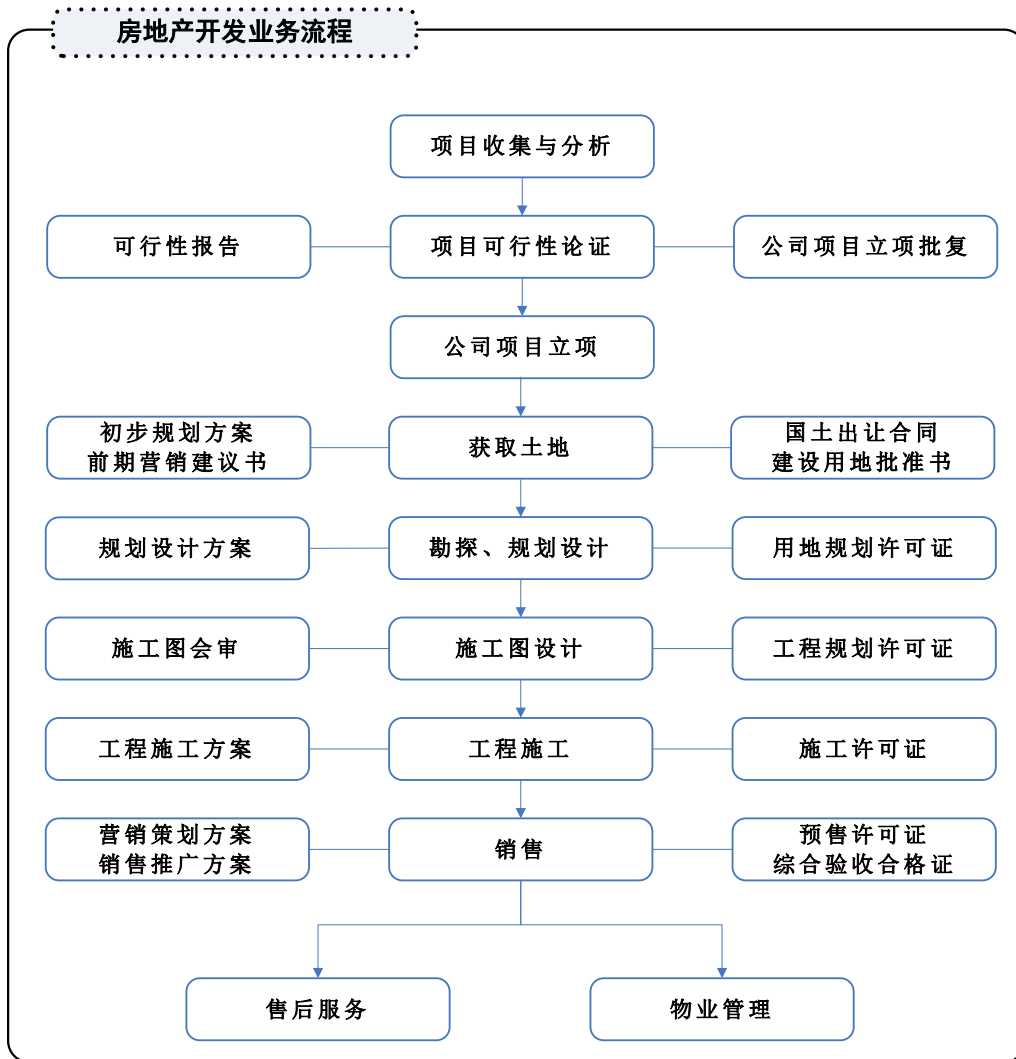 房地产开发业务流程
项目收集与分析
可行性报告
项目可行性论证
公司项目立项批复
公司项目立项
初步规划方案
前期营销建议书
获取土地
国土出让合同
建设用地批准书
规划设计方案
勘探、规划设计
用地规划许可证
施工图会审
施工图设计
工程规划许可证
工程施工方案
工程施工
施工许可证
营销策划方案
销售推广方案
销售
预售许可证
综合验收合格证
售后服务
物业管理